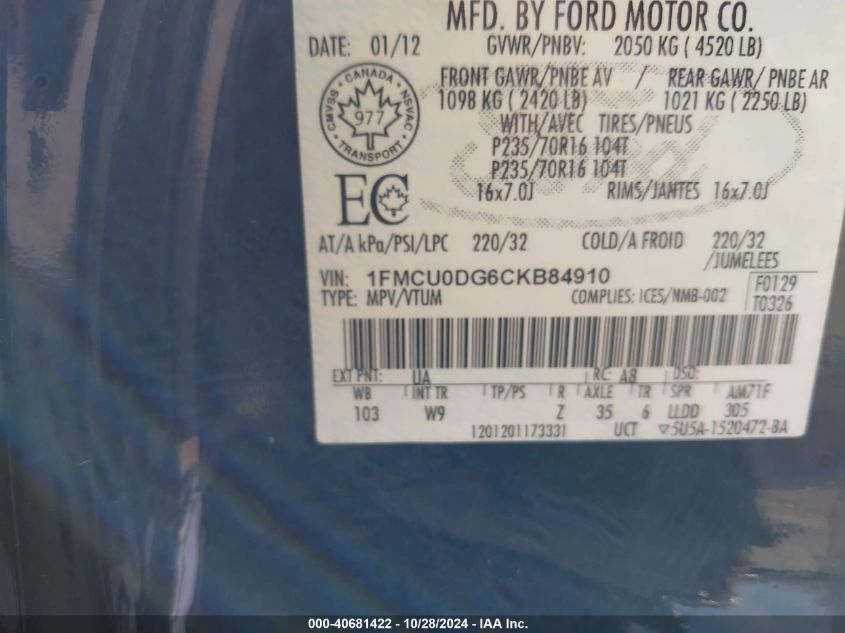 MFD. BY FORD MOTOR CO.
DATE: 01/12 GVWR/PNBV: 2050 KG ( 4520 LB)
FRONT GAWR/PNBE AV / REAR GAWR/ PNBE AR
1098 KG ( 2420 LB) 1021 KG ( 2250 LB)
WITH/AVEC TIRES/PNEUS
P235/70R16 104T
P235/70R16 104T
16x7.0J RIMS/JANTES 16x7.0J
CANADA
CMVSS NSVAC
977
TRANSPORT
EC
AT/A kPa/PSI/LPC 220/32 COLD/A FROID 220/32
/JUMELEES
VIN: 1FMCU0DG6CKB84910
TYPE: MPV/VTUM COMPLIES: ICES/NMB-002
F0129
T0326
EXT PNT: UA RC: A8 DSO:
WB INT TR TP/PS R AXLE TR SPR AM71F
103 W9 Z 35 6 LLDD 305
1201201173331 UCT 5U5A-1520472-BA
000-40681422 | 10/28/2024 - IAA Inc.